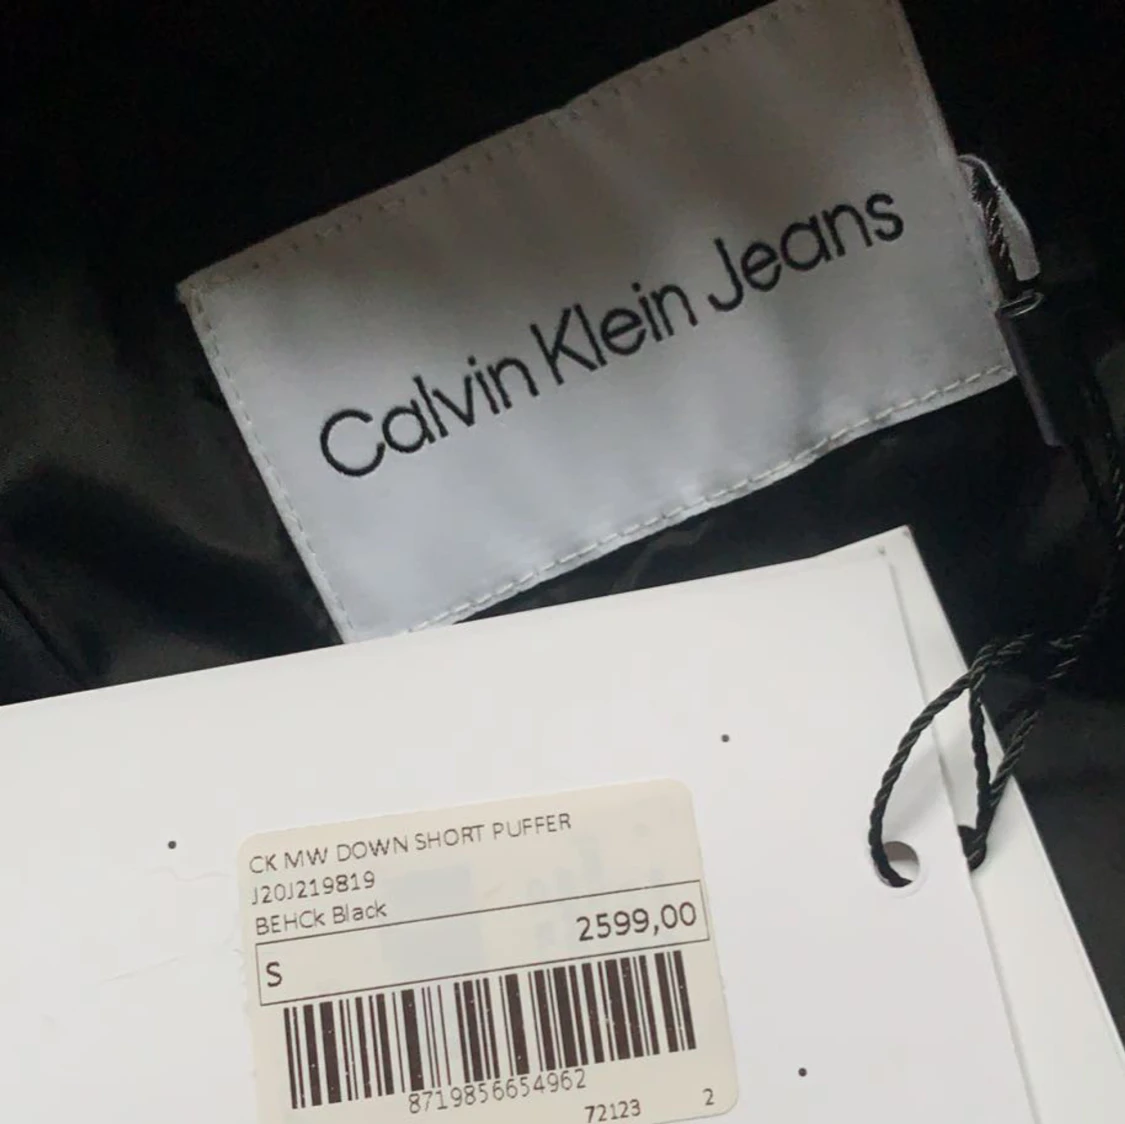 Calvin Klein Jeans
CK MW DOWN SHORT PUFFER
J20J219819
BEHCk Black
S 2599,00
8719856654962
72123 2